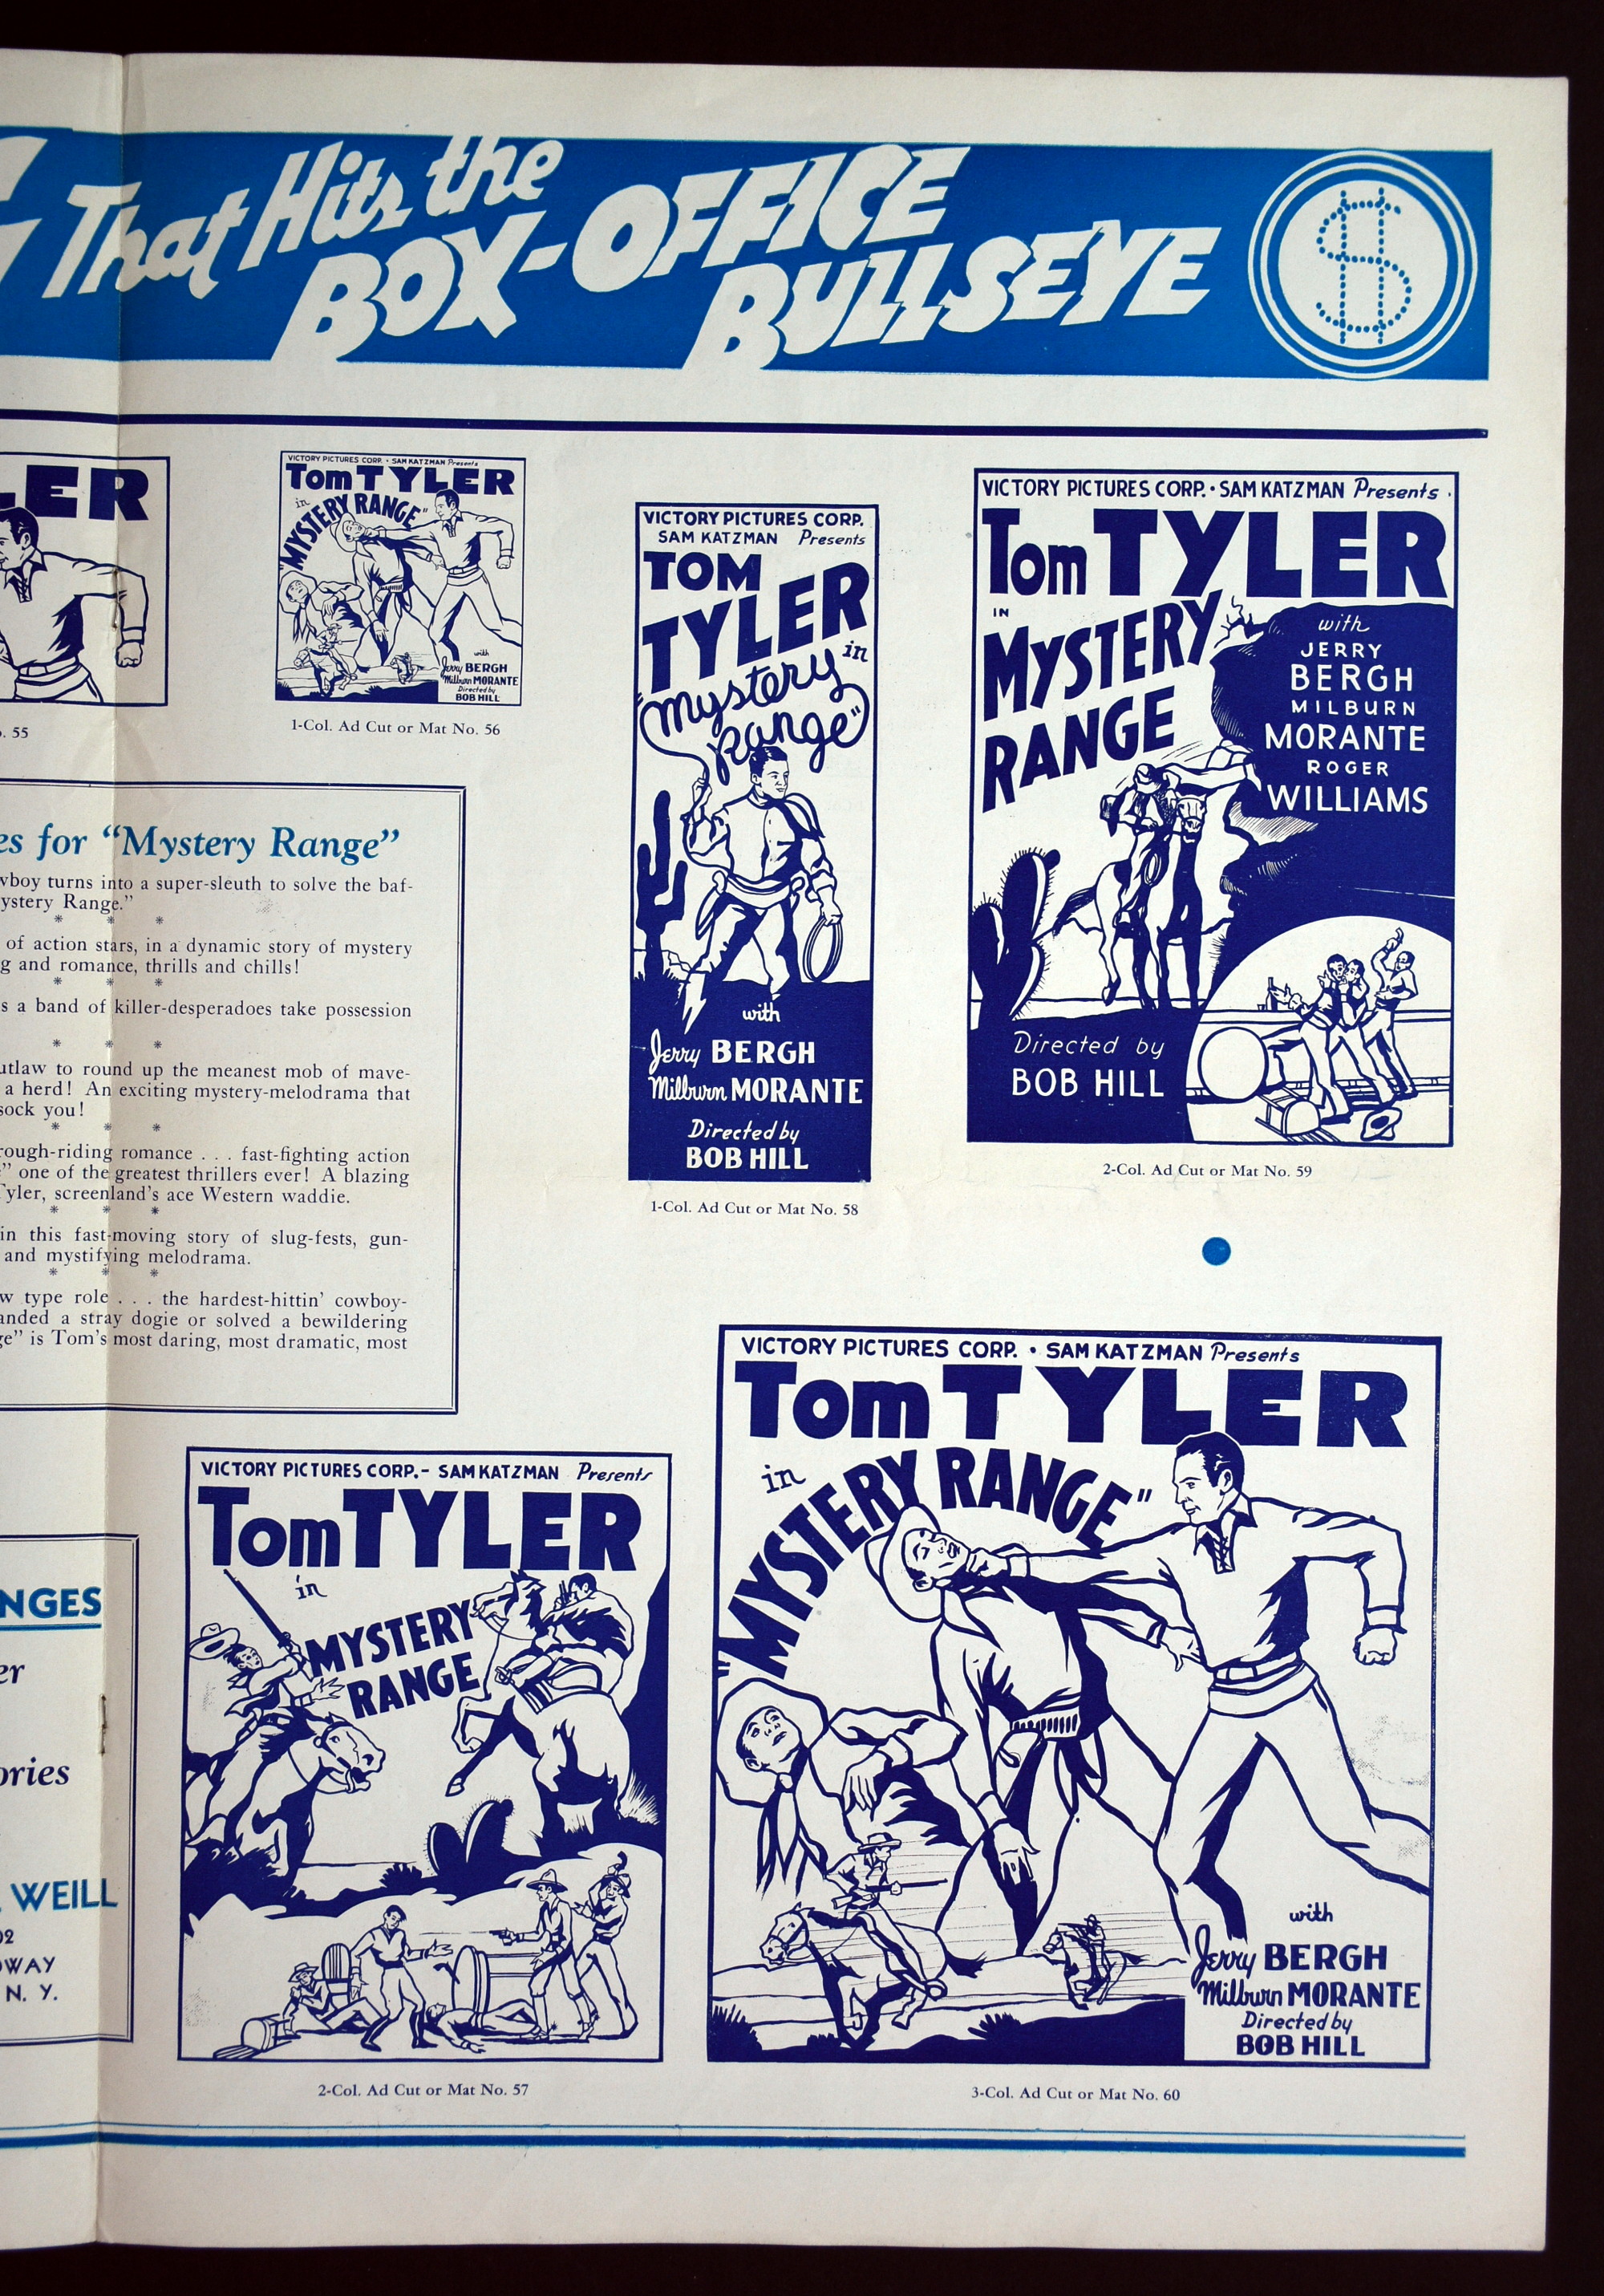 That Hits the
BOX-OFFICE
BULLSEYE
LER
VICTORY PICTURES CORP. • SAM KATZMAN Presents
Tom TYLER
in
"MYSTERY RANGE"
with
Jerry BERGH
Milburn MORANTE
Directed by
BOB HILL
. 55
1-Col. Ad Cut or Mat No. 56
VICTORY PICTURES CORP.
SAM KATZMAN Presents
TOM
TYLER
in
"Mystery
Range"
with
Jerry BERGH
Milburn MORANTE
Directed by
BOB HILL
1-Col. Ad Cut or Mat No. 58
VICTORY PICTURES CORP. • SAM KATZMAN Presents .
Tom TYLER
IN
MYSTERY
RANGE
with
JERRY
BERGH
MILBURN
MORANTE
ROGER
WILLIAMS
Directed by
BOB HILL
2-Col. Ad Cut or Mat No. 59
es for "Mystery Range"
wboy turns into a super-sleuth to solve the baf-
ystery Range."
* * *
of action stars, in a dynamic story of mystery
g and romance, thrills and chills!
* * *
s a band of killer-desperadoes take possession
* * *
utlaw to round up the meanest mob of mave-
a herd! An exciting mystery-melodrama that
sock you!
* * *
rough-riding romance . . . fast-fighting action
" one of the greatest thrillers ever! A blazing
Tyler, screenland's ace Western waddie.
* * *
in this fast-moving story of slug-fests, gun-
and mystifying melodrama.
* * *
w type role . . . the hardest-hittin' cowboy-
anded a stray dogie or solved a bewildering
ge" is Tom's most daring, most dramatic, most
NGES
er
ories
WEILL
02
DWAY
N. Y.
VICTORY PICTURES CORP.- SAM KATZMAN Presents
Tom TYLER
in
MYSTERY
RANGE
2-Col. Ad Cut or Mat No. 57
VICTORY PICTURES CORP. • SAM KATZMAN Presents
Tom TYLER
in
"MYSTERY RANGE"
with
Jerry BERGH
Milburn MORANTE
Directed by
BOB HILL
3-Col. Ad Cut or Mat No. 60